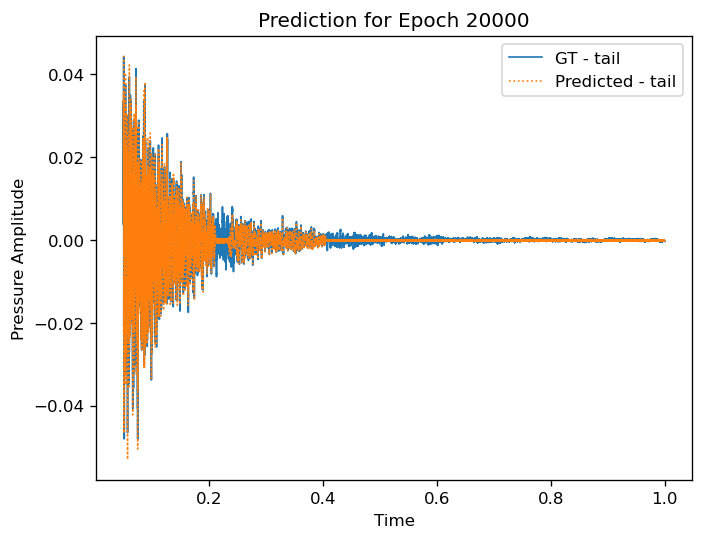 Prediction for Epoch 20000
GT - tail
Predicted - tail
Pressure Amplitude
0.04
0.02
0.00
−0.02
−0.04
0.2
0.4
0.6
0.8
1.0
Time